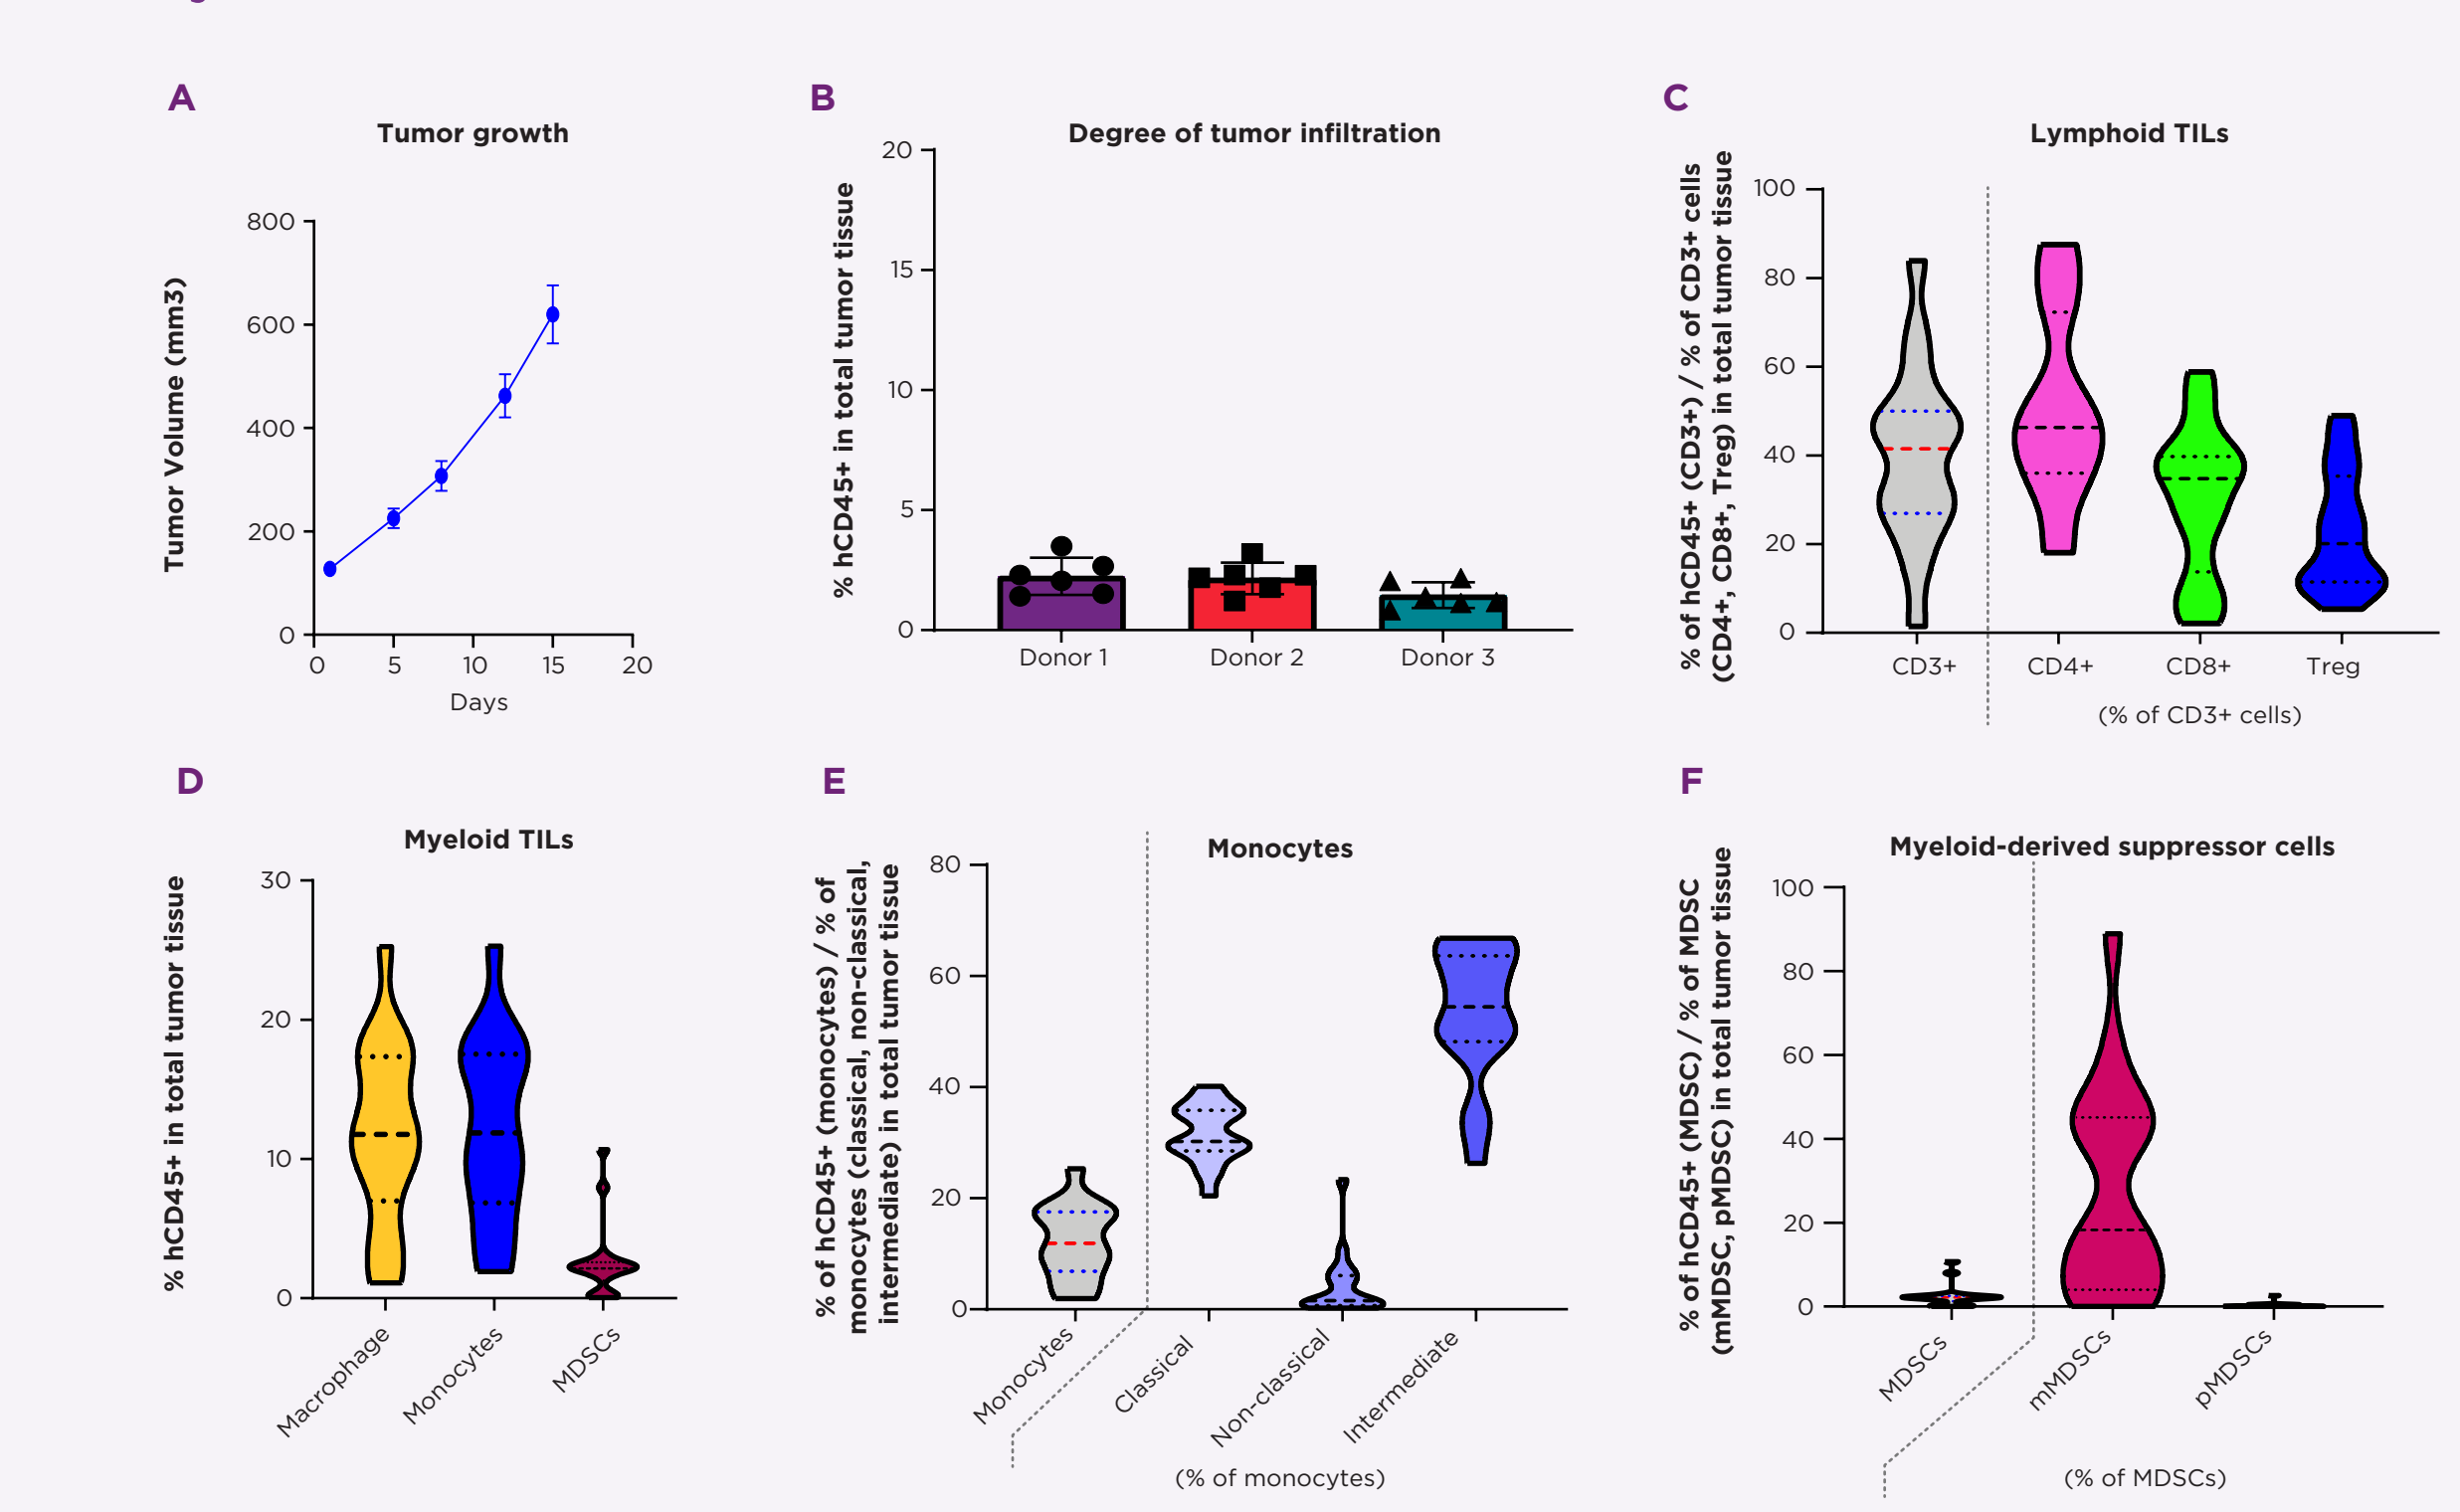 A
Tumor growth
Tumor Volume (mm3)
800
600
400
200
0
0 5 10 15 20
Days
B
Degree of tumor infiltration
% hCD45+ in total tumor tissue
20
15
10
5
0
Donor 1 Donor 2 Donor 3
C
Lymphoid TILs
% of hCD45+ (CD3+) / % of CD3+ cells
(CD4+, CD8+, Treg) in total tumor tissue
100
80
60
40
20
0
CD3+ CD4+ CD8+ Treg
(% of CD3+ cells)
D
Myeloid TILs
% hCD45+ in total tumor tissue
30
20
10
0
Macrophage Monocytes MDSCs
E
Monocytes
% of hCD45+ (monocytes) / % of
monocytes (classical, non-classical,
intermediate) in total tumor tissue
80
60
40
20
0
Monocytes Classical Non-classical Intermediate
(% of monocytes)
F
Myeloid-derived suppressor cells
% of hCD45+ (MDSC) / % of MDSC
(mMDSC, pMDSC) in total tumor tissue
100
80
60
40
20
0
MDSCs mMDSCs pMDSCs
(% of MDSCs)